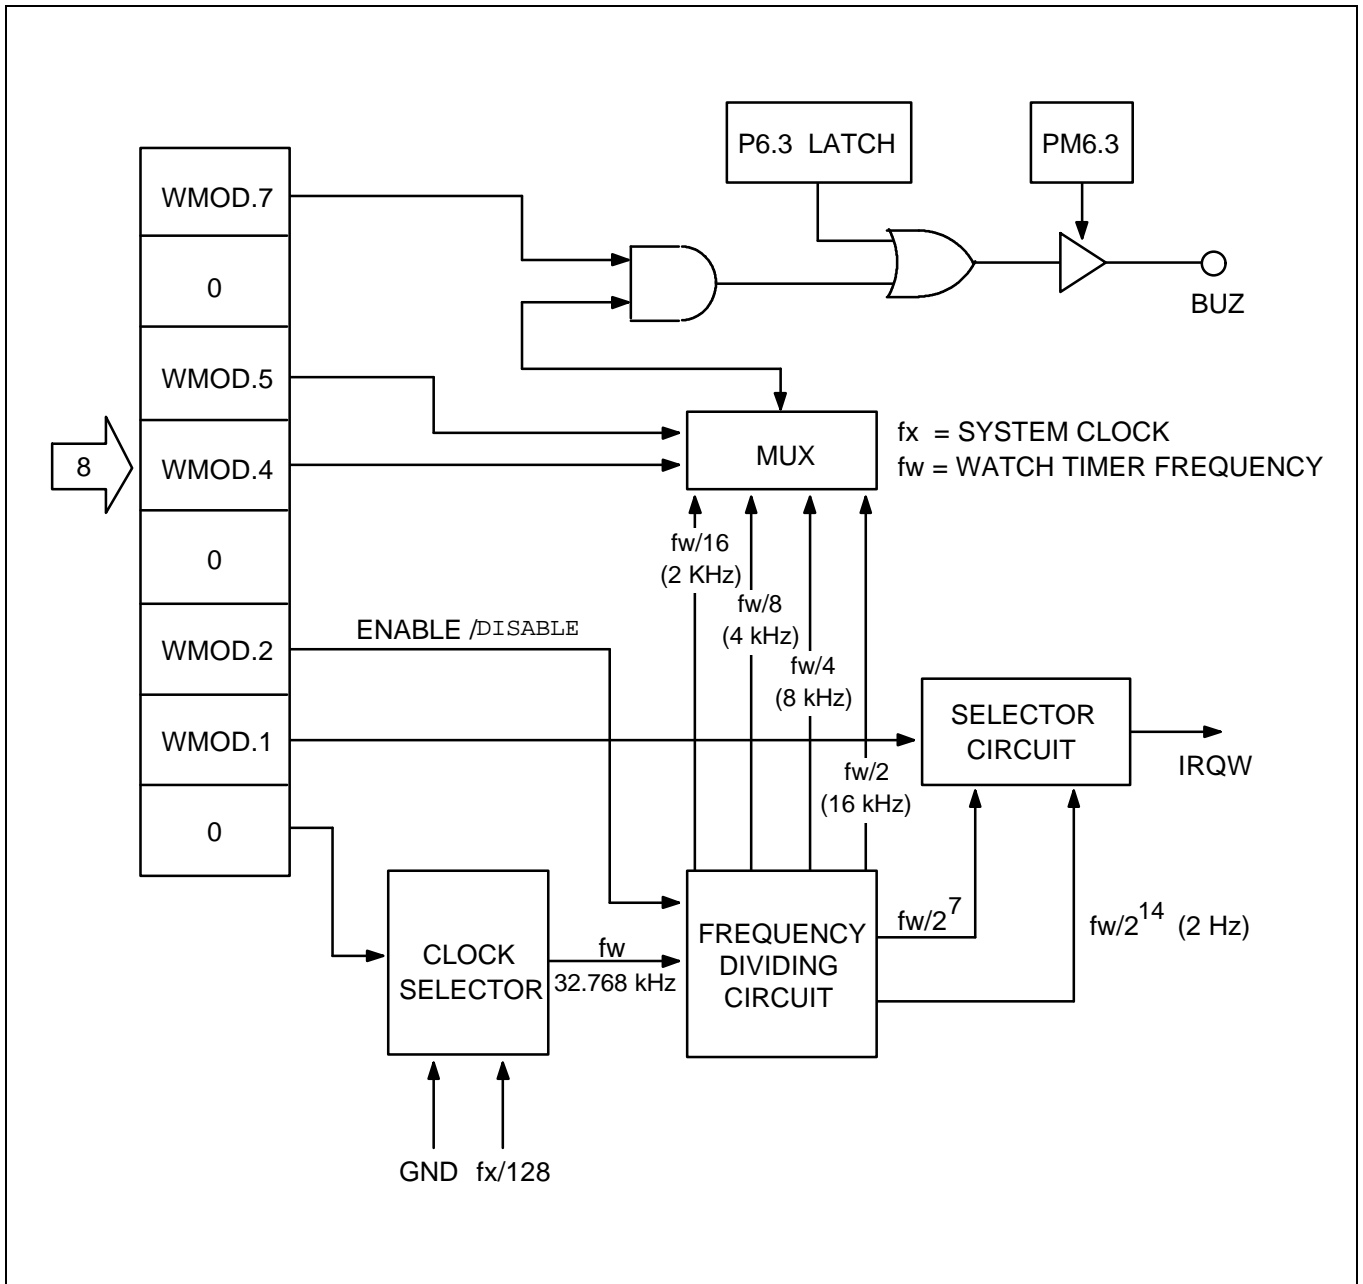 P6.3 LATCH
PM6.3
WMOD.7
0
BUZ
WMOD.5
fx = SYSTEM CLOCK
MUX
8
WMOD.4
fw = WATCH TIMER FREQUENCY
0
fw/16
(2 KHz)
fw/8
(4 kHz)
ENABLE /DISABLE
WMOD.2
fw/4
(8 kHz)
WMOD.1
SELECTOR
CIRCUIT
IRQW
fw/2
(16 kHz)
0
fw/2^7
fw/2^14 (2 Hz)
FREQUENCY
DIVIDING
CIRCUIT
CLOCK
SELECTOR
fw
32.768 kHz
GND fx/128